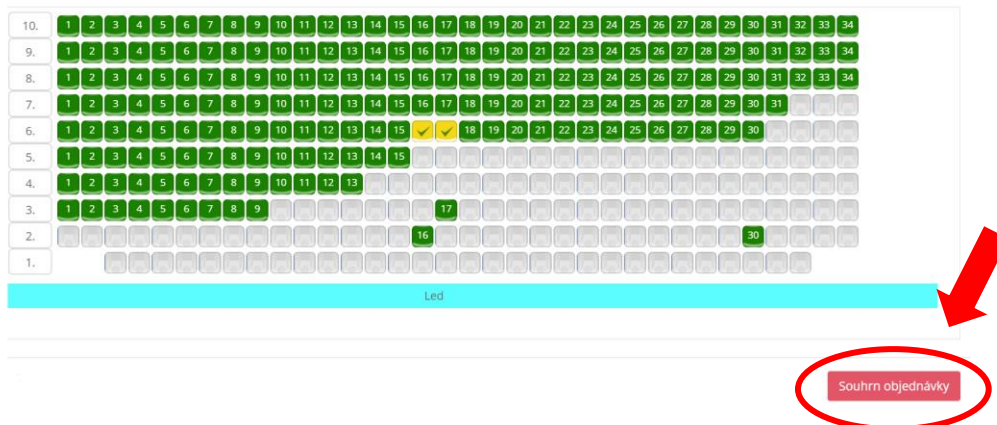 10. 1 2 3 4 5 6 7 8 9 10 11 12 13 14 15 16 17 18 19 20 21 22 23 24 25 26 27 28 29 30 31 32 33 34
9. 1 2 3 4 5 6 7 8 9 10 11 12 13 14 15 16 17 18 19 20 21 22 23 24 25 26 27 28 29 30 31 32 33 34
8. 1 2 3 4 5 6 7 8 9 10 11 12 13 14 15 16 17 18 19 20 21 22 23 24 25 26 27 28 29 30 31 32 33 34
7. 1 2 3 4 5 6 7 8 9 10 11 12 13 14 15 16 17 18 19 20 21 22 23 24 25 26 27 28 29 30 31
6. 1 2 3 4 5 6 7 8 9 10 11 12 13 14 15 18 19 20 21 22 23 24 25 26 27 28 29 30
5. 1 2 3 4 5 6 7 8 9 10 11 12 13 14 15
4. 1 2 3 4 5 6 7 8 9 10 11 12 13
3. 1 2 3 4 5 6 7 8 9 17
2. 16 30
1.
Led
Souhrn objednávky